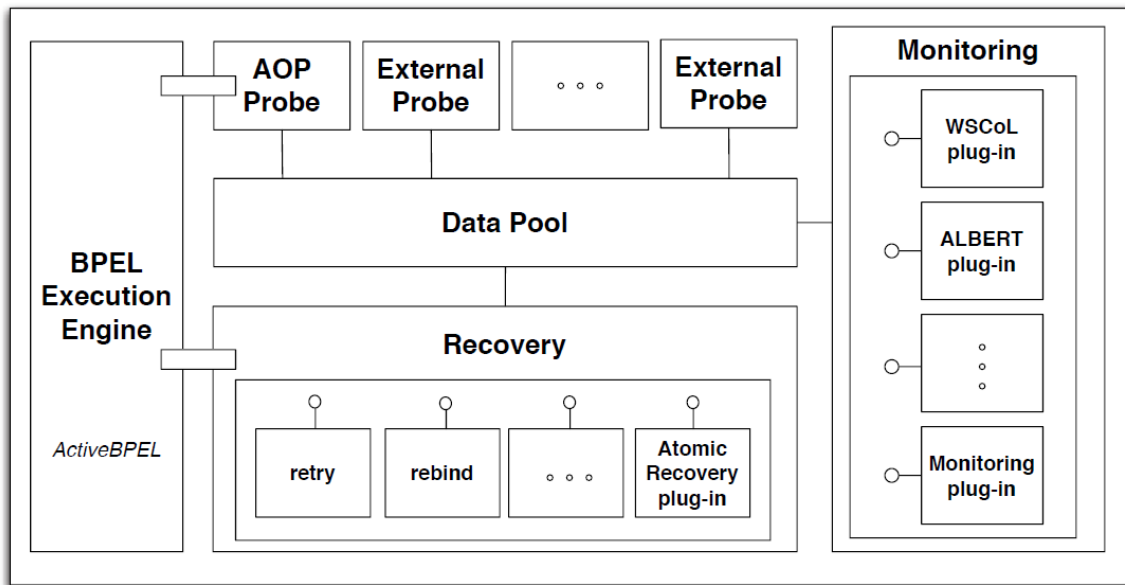 AOP
Probe
External
Probe
External
Probe
Monitoring
WSCoL
plug-in
Data Pool
ALBERT
plug-in
BPEL
Execution
Engine
Recovery
ActiveBPEL
retry
rebind
Atomic
Recovery
plug-in
Monitoring
plug-in